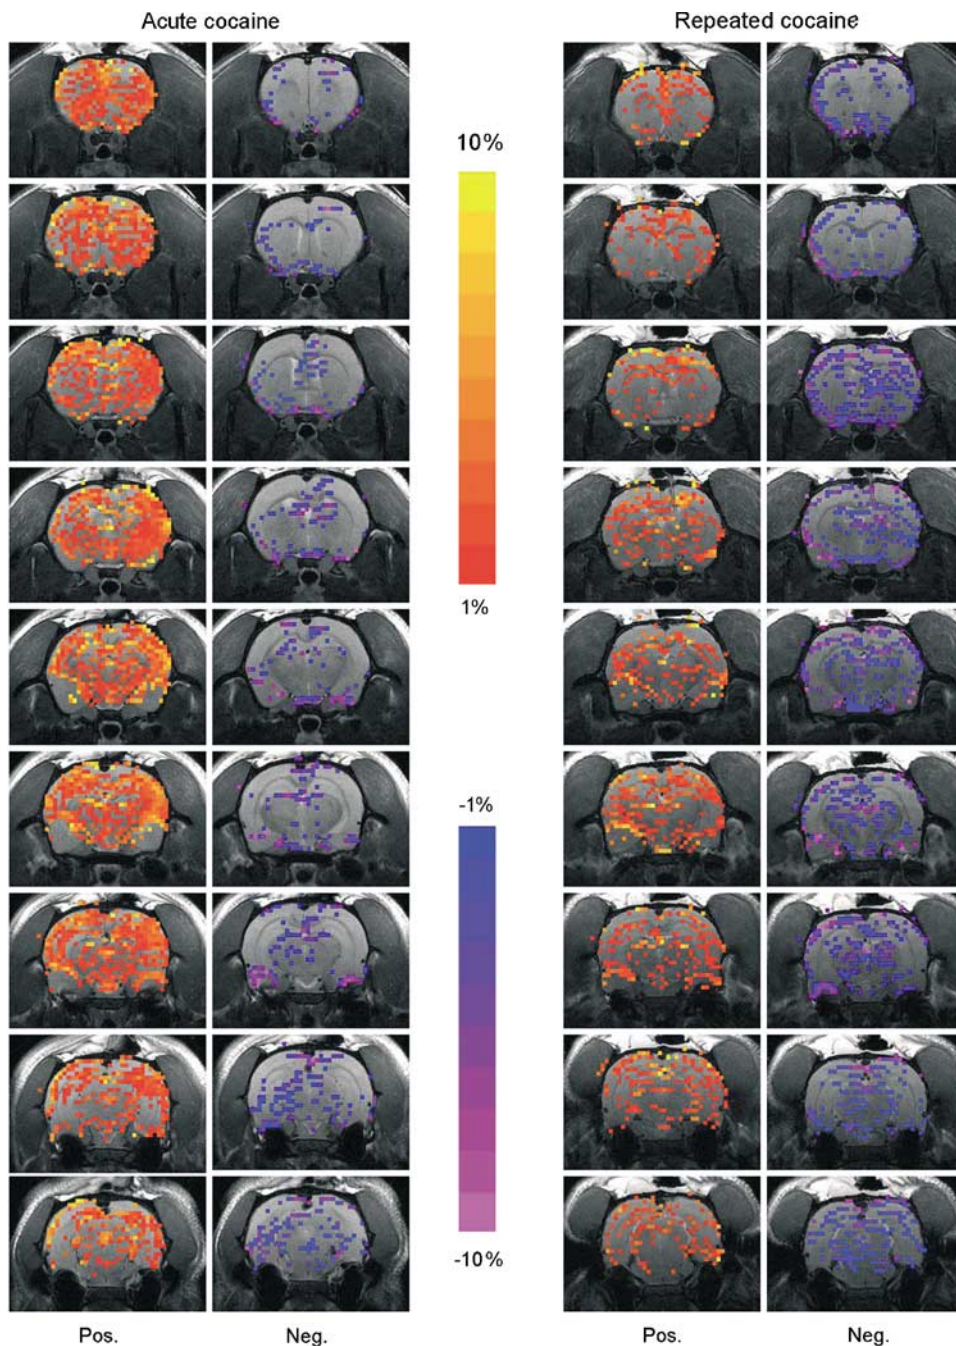 Acute cocaine
Repeated cocaine
10%
1%
-1%
-10%
Pos.
Neg.
Pos.
Neg.